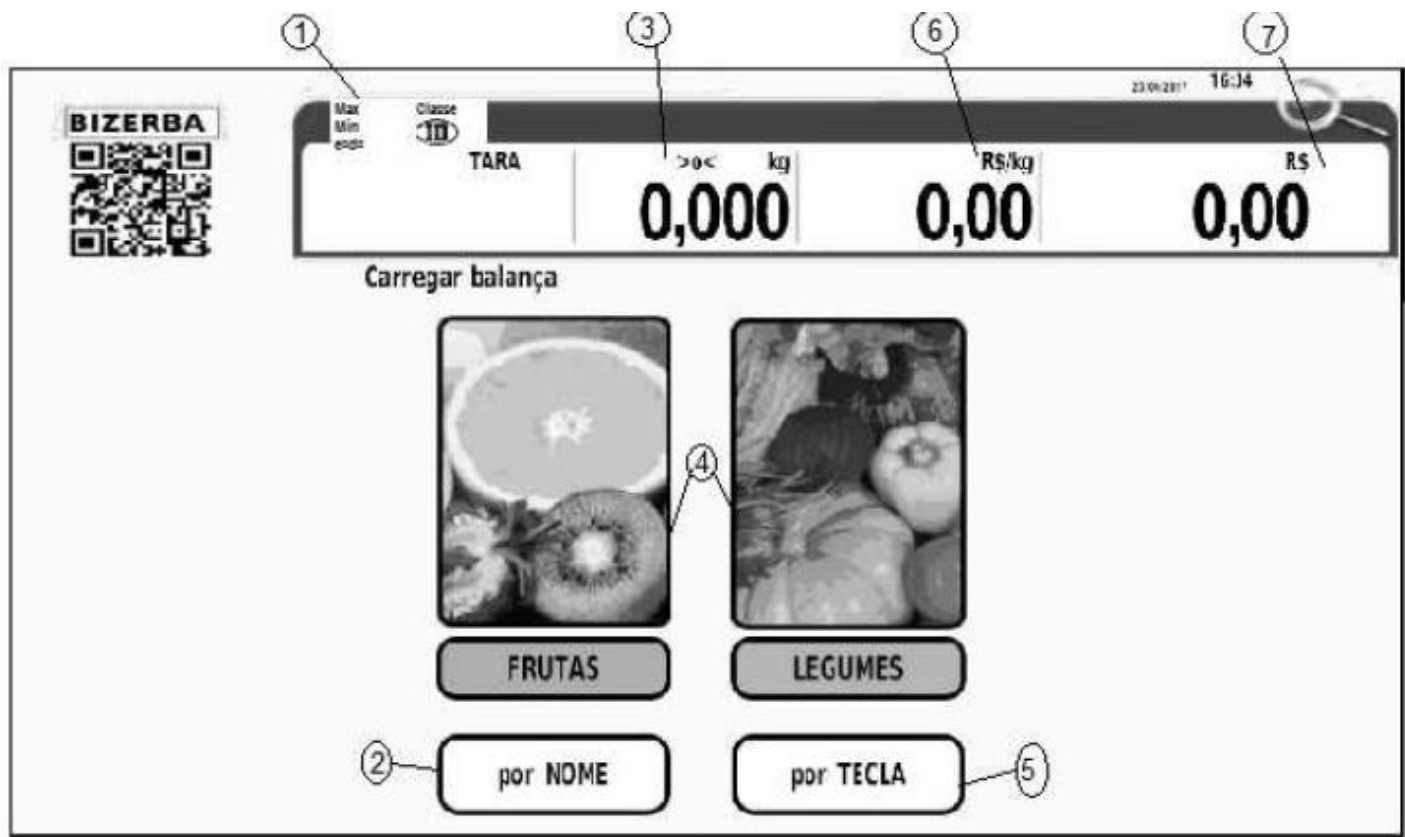 1
3
6
7
16:34
BIZERBA
Max
Classe
Min
III
e=d=
TARA
>o<
kg
R$/kg
R$
0,000
0,00
0,00
Carregar balança
4
FRUTAS
LEGUMES
2
por NOME
por TECLA
5